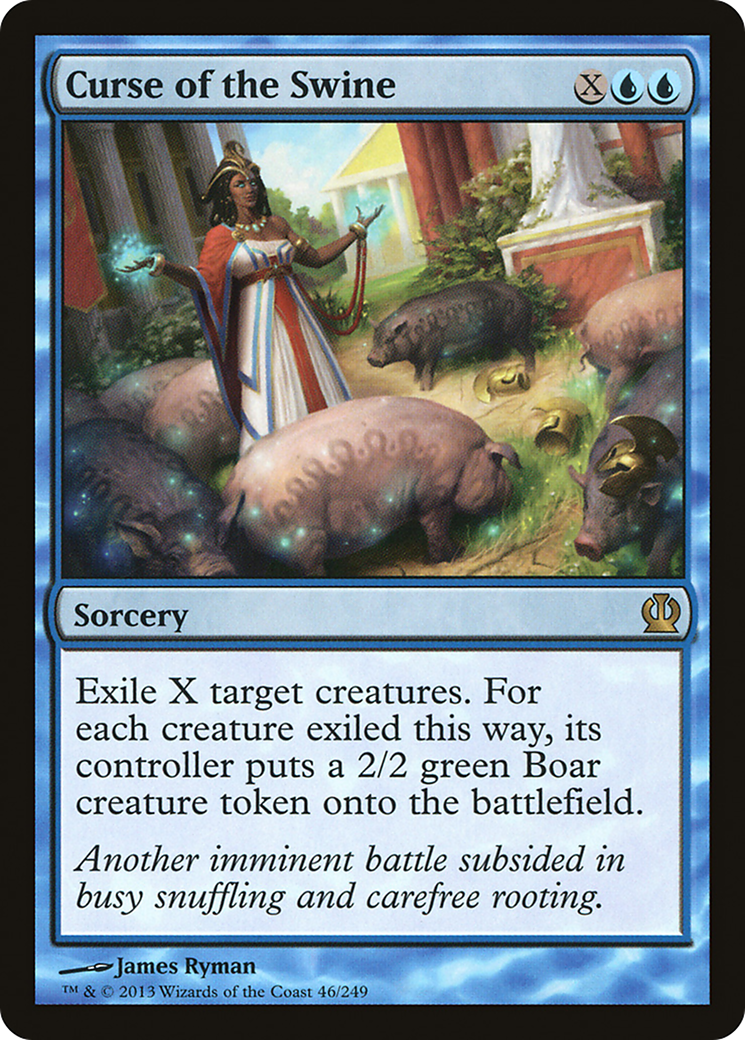 Curse of the Swine X
Sorcery
Exile X target creatures. For
each creature exiled this way, its
controller puts a 2/2 green Boar
creature token onto the battlefield.
Another imminent battle subsided in
busy snuffling and carefree rooting.
James Ryman
™ & © 2013 Wizards of the Coast 46/249